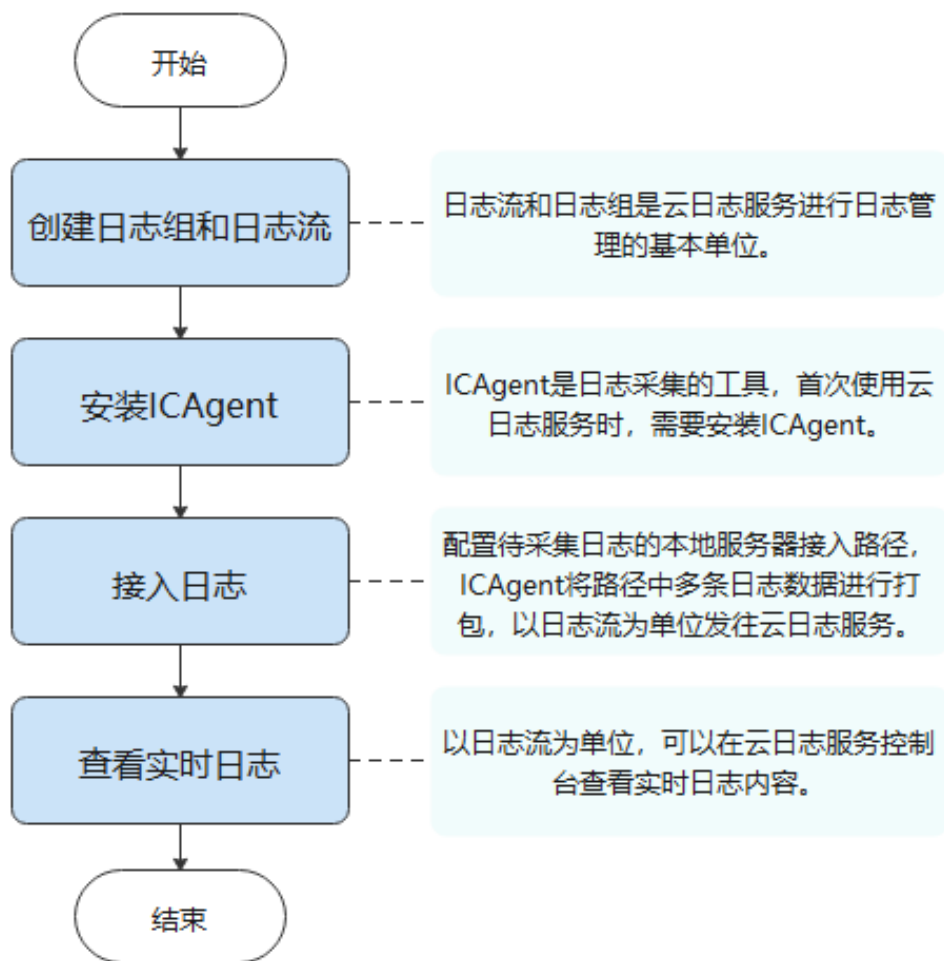 开始
创建日志组和日志流
日志流和日志组是云日志服务进行日志管
理的基本单位。
安装ICAgent
ICAgent是日志采集的工具，首次使用云
日志服务时，需要安装ICAgent。
接入日志
配置待采集日志的本地服务器接入路径，
ICAgent将路径中多条日志数据进行打
包，以日志流为单位发往云日志服务。
查看实时日志
以日志流为单位，可以在云日志服务控制
台查看实时日志内容。
结束